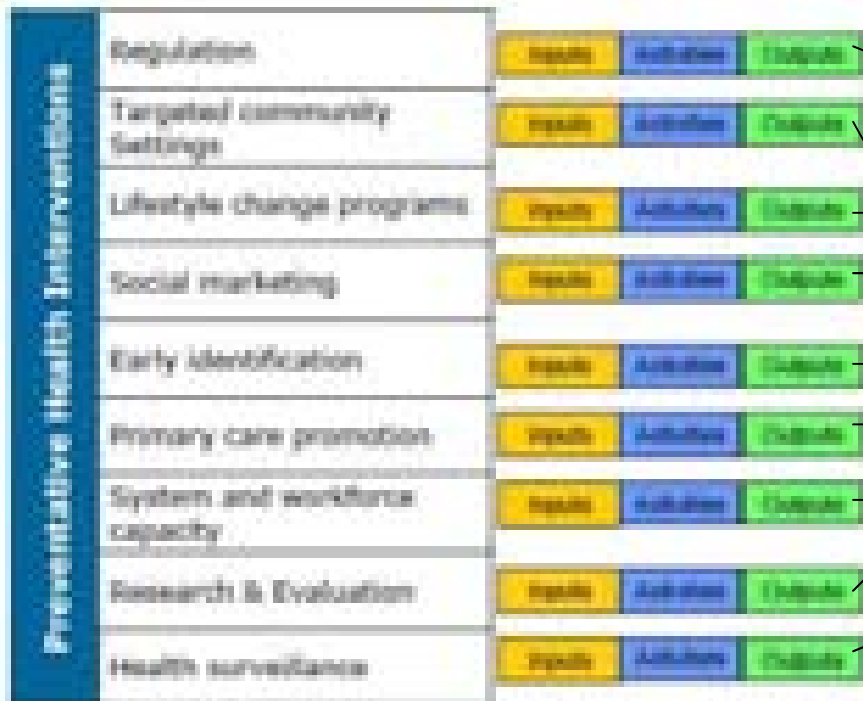 Preventative Health Interventions
Regulation
Inputs Activities Outputs
Targeted community
Settings
Inputs Activities Outputs
Lifestyle change programs
Inputs Activities Outputs
Social marketing
Inputs Activities Outputs
Early identification
Inputs Activities Outputs
Primary care promotion
Inputs Activities Outputs
System and workforce
capacity
Inputs Activities Outputs
Research & Evaluation
Inputs Activities Outputs
Health surveillance
Inputs Activities Outputs